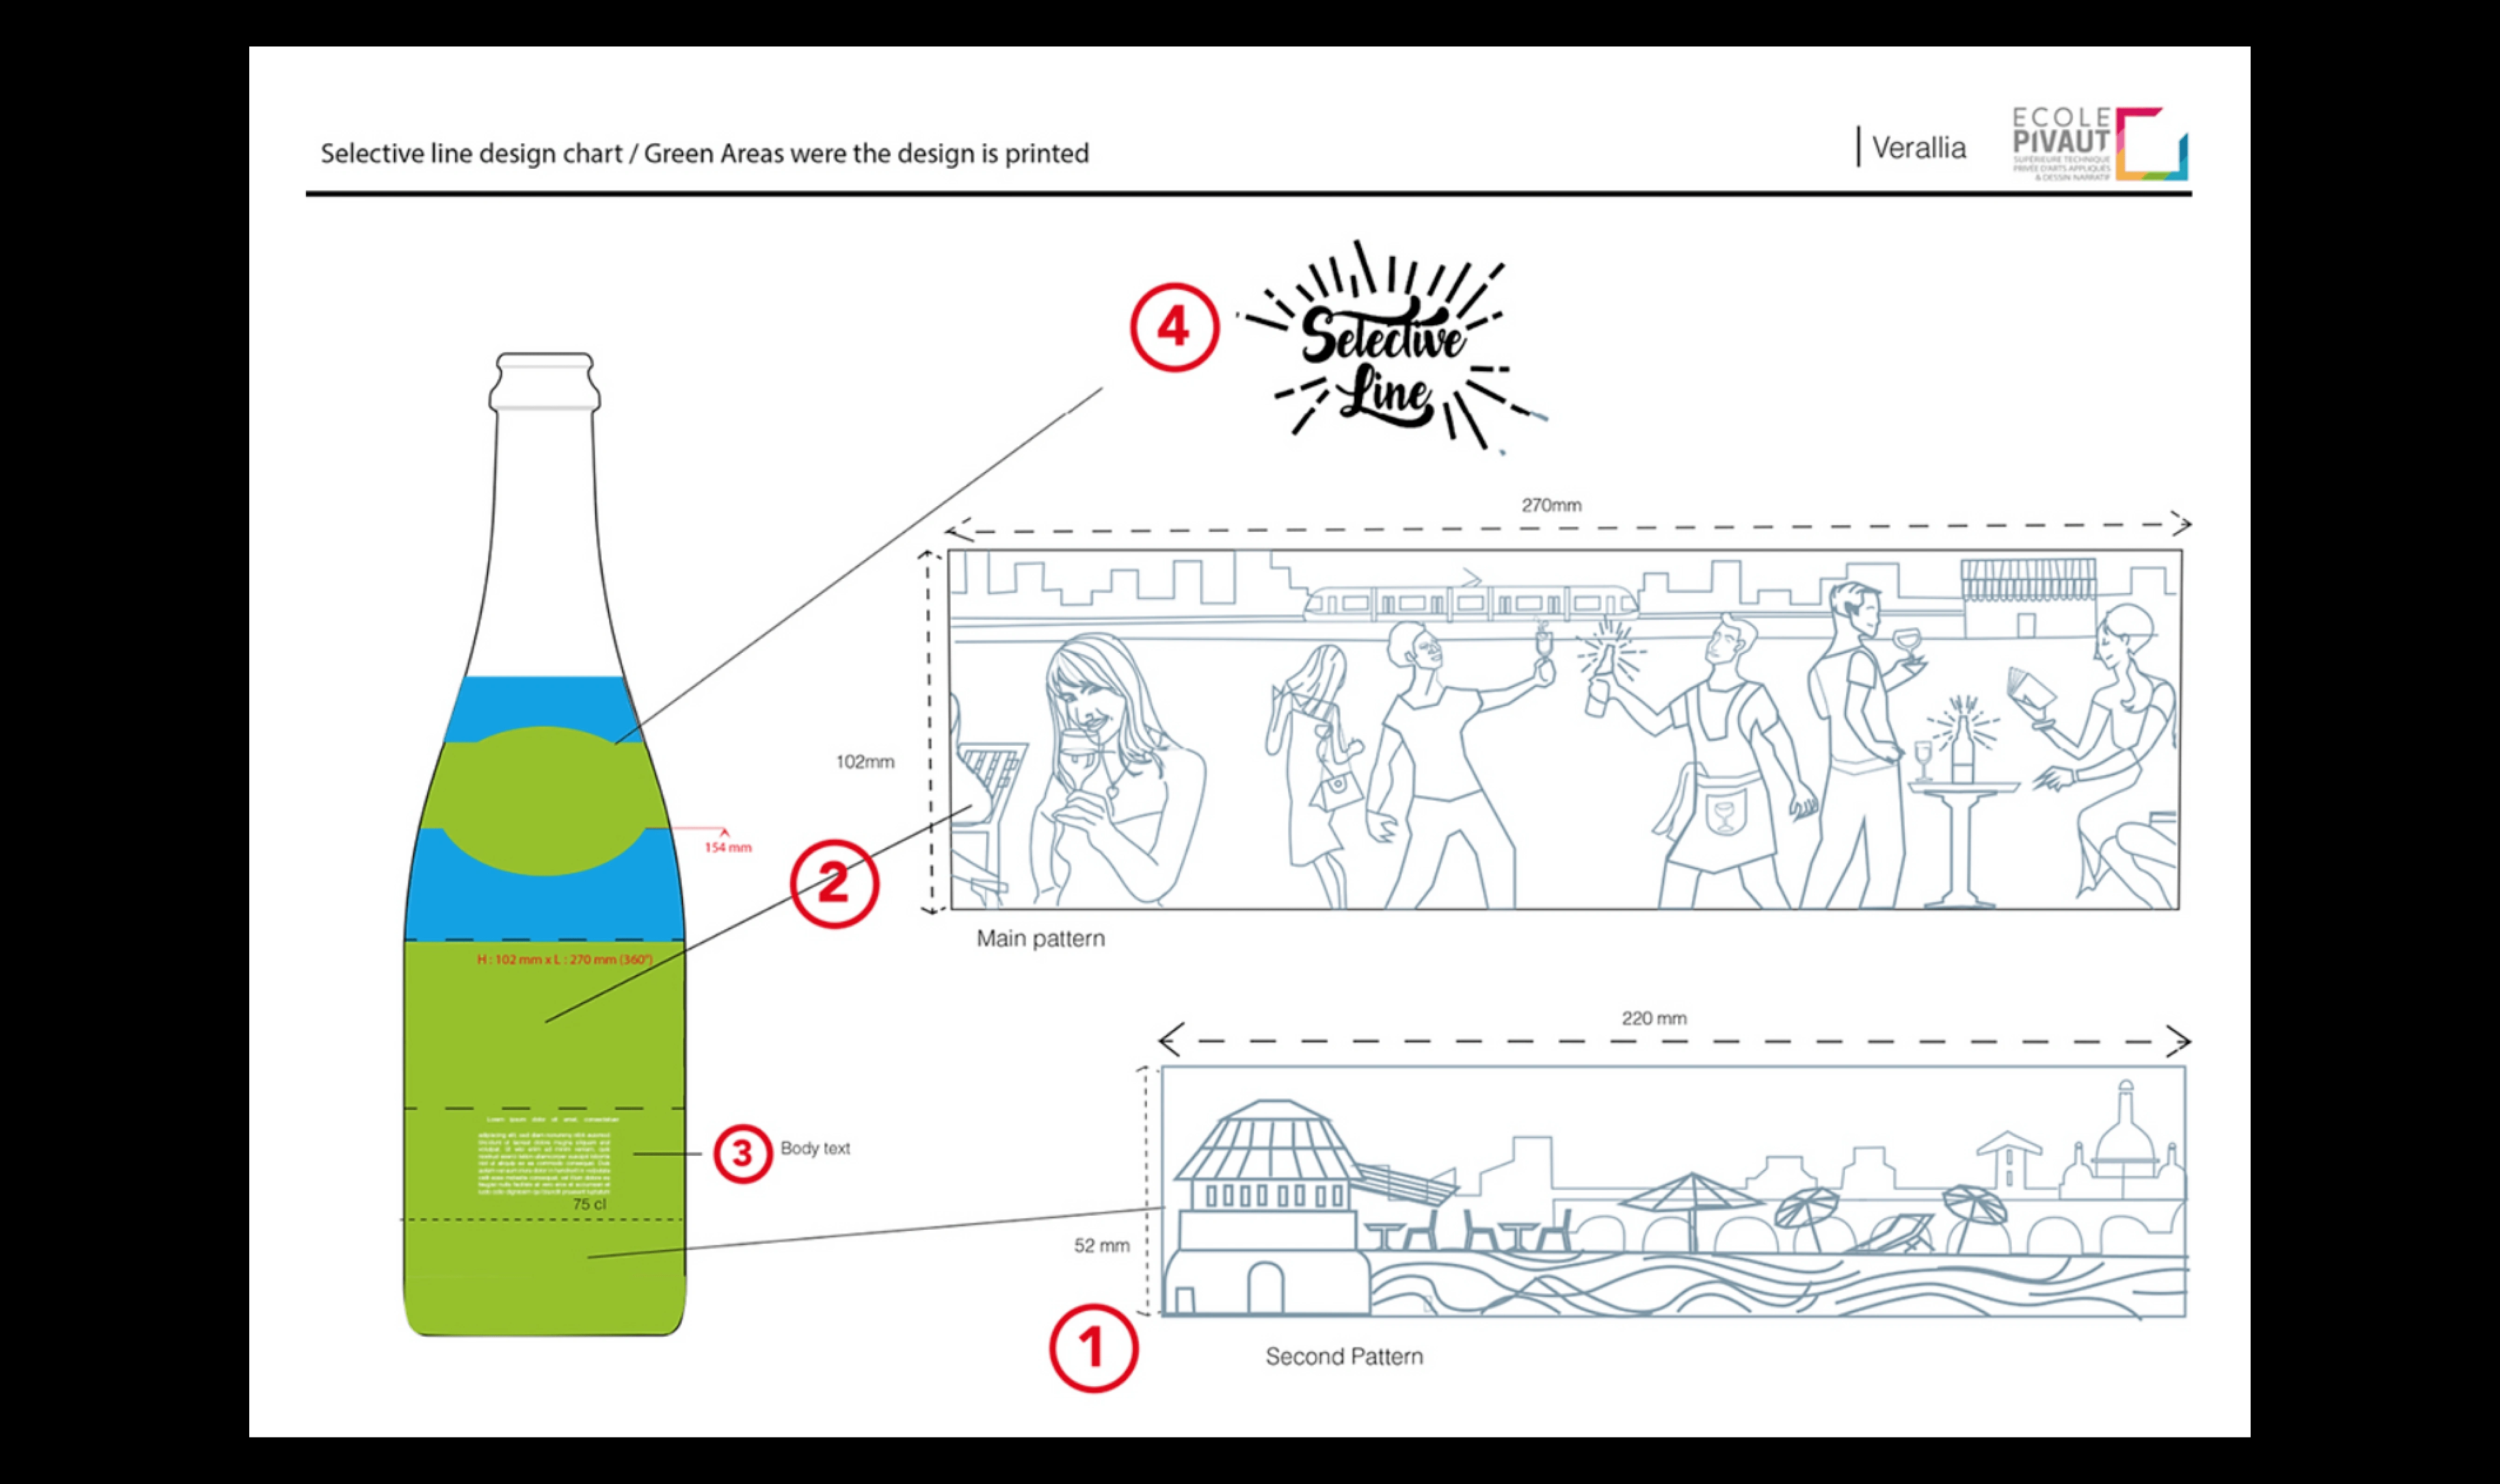 Selective line design chart / Green Areas were the design is printed
Verallia
ECOLE
PIVAUT
SUPÉRIEURE TECHNIQUE
PRIVÉE D'ARTS APPLIQUÉS
& DESSIN NARRATIF
4
Selective
Line
270mm
102mm
154 mm
2
Main pattern
H : 102 mm x L : 270 mm (360°)
220 mm
3
Body text
75 cl
52 mm
1
Second Pattern